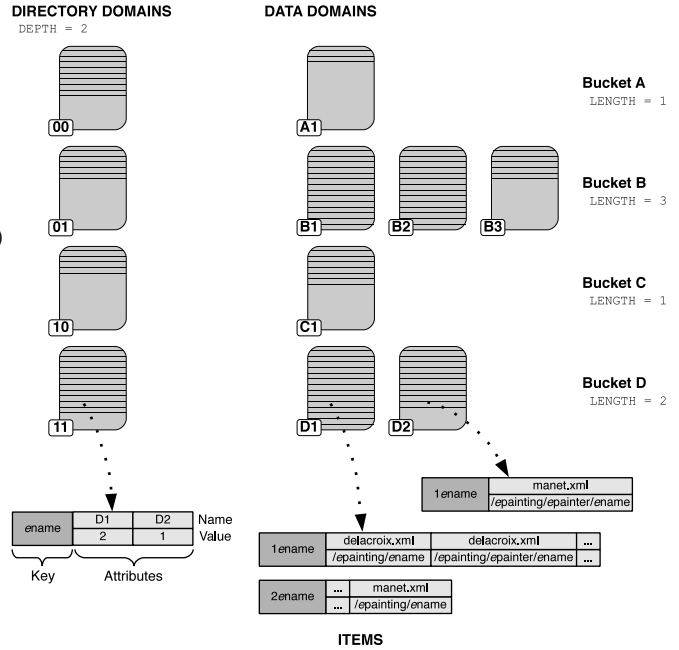 DIRECTORY DOMAINS
DEPTH = 2
DATA DOMAINS
00
A1
Bucket A
LENGTH = 1
01
B1
B2
B3
Bucket B
LENGTH = 3
)
10
C1
Bucket C
LENGTH = 1
11
D1
D2
Bucket D
LENGTH = 2
ename D1 D2 Name
2 1 Value
Key Attributes
1ename manet.xml
/epainting/epainter/ename
1ename delacroix.xml delacroix.xml ...
/epainting/ename /epainting/epainter/ename ...
2ename ... manet.xml
... /epainting/ename
ITEMS